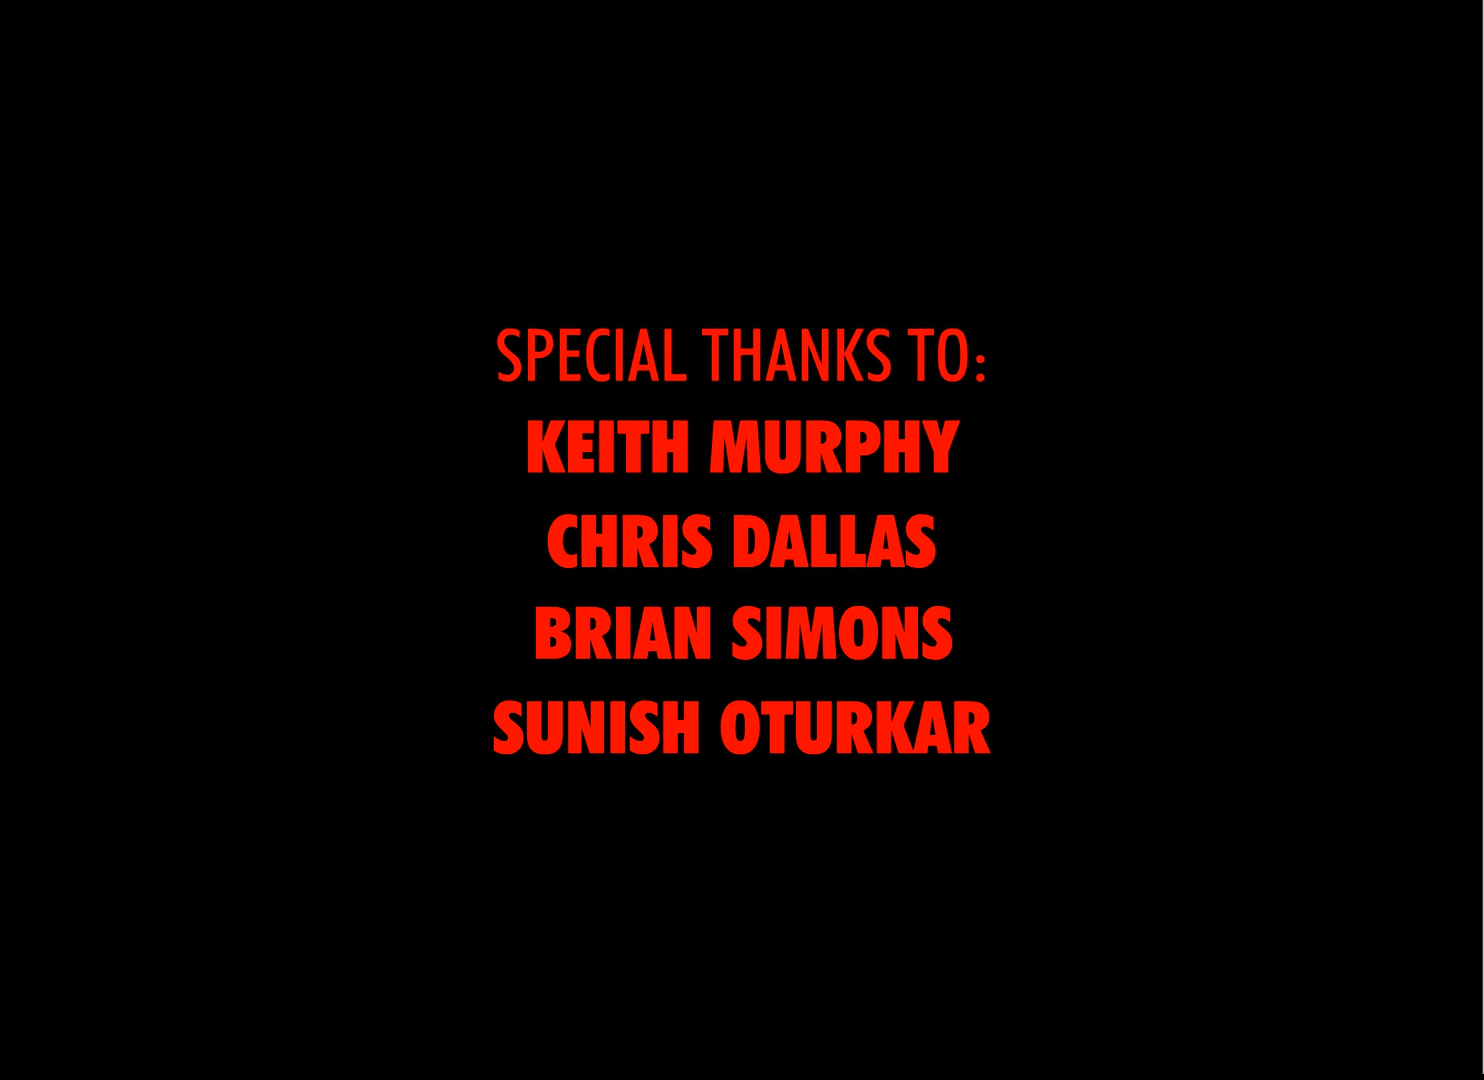 SPECIAL THANKS TO:
KEITH MURPHY
CHRIS DALLAS
BRIAN SIMONS
SUNISH OTURKAR